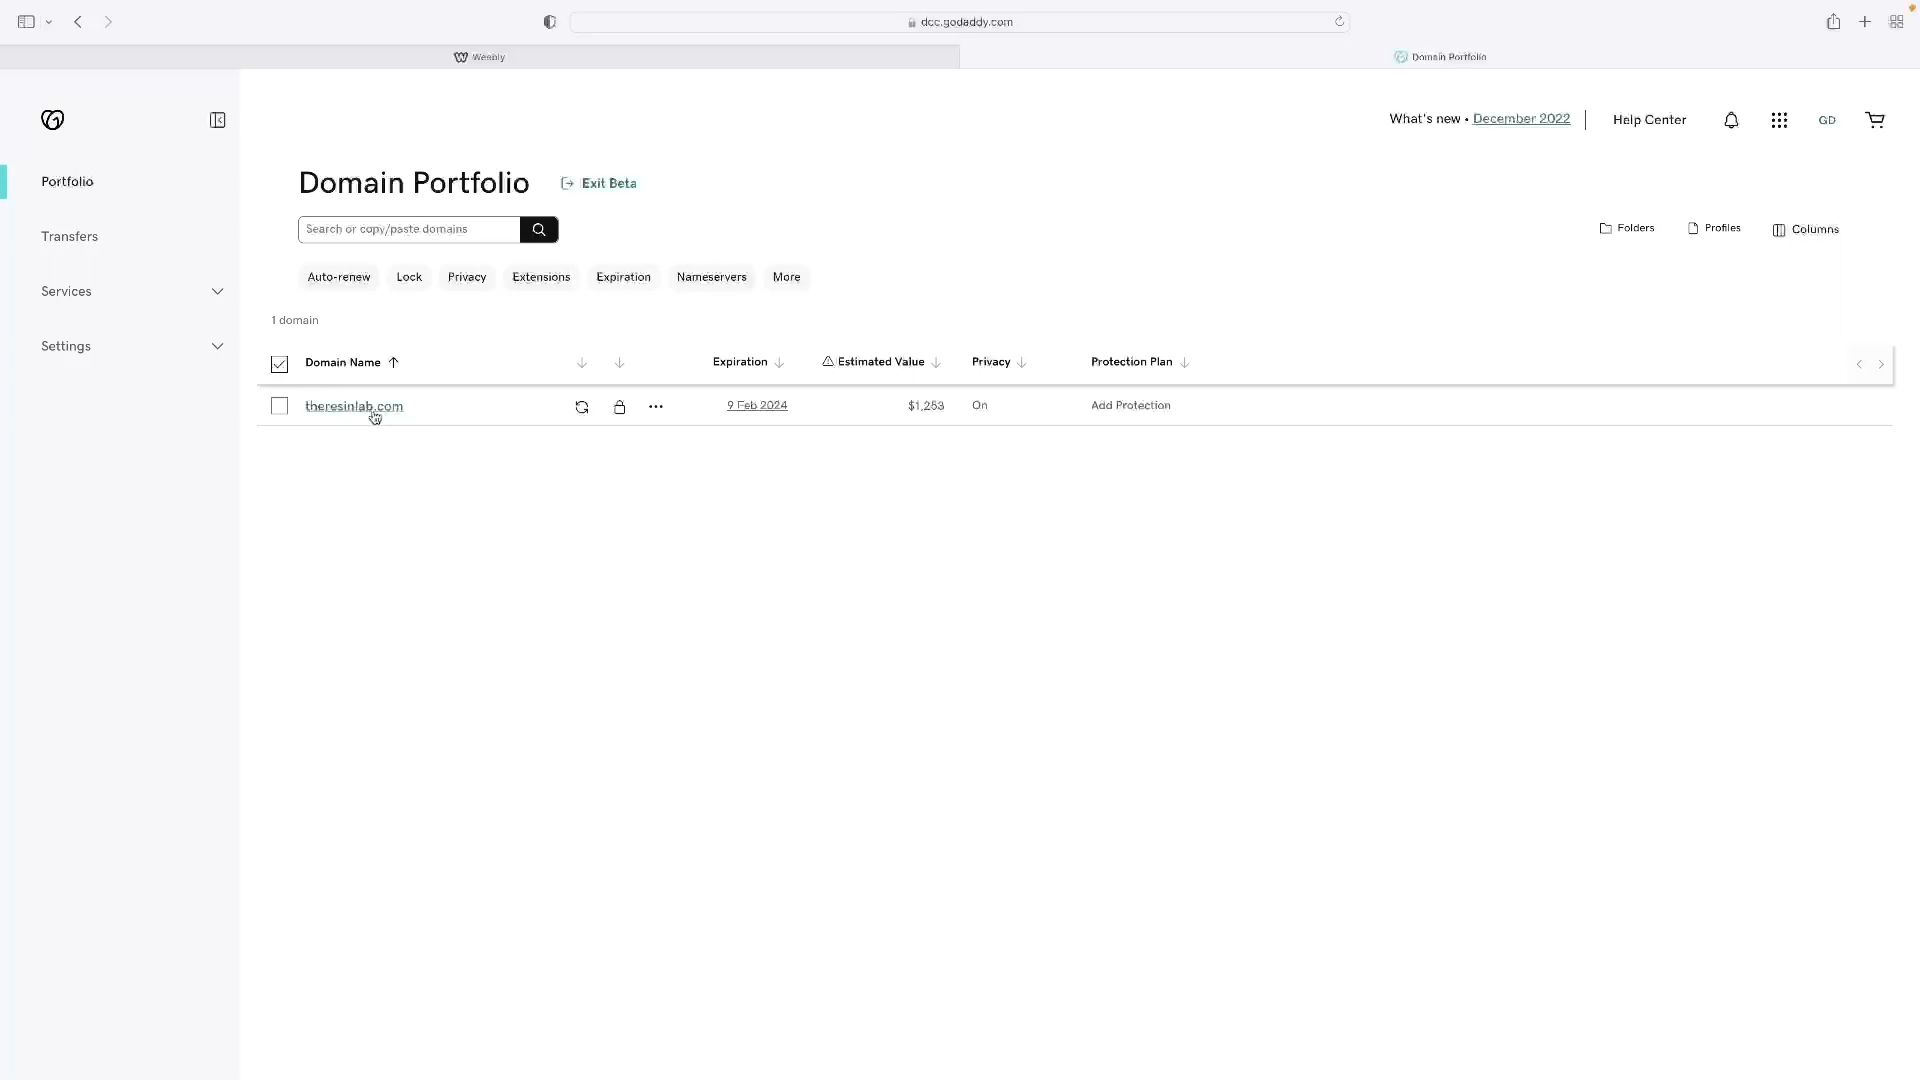 dcc.godaddy.com
Weebly
Domain Portfolio
What's new • December 2022
Help Center
GD
Portfolio
Transfers
Services
Settings
Domain Portfolio
Exit Beta
Search or copy/paste domains
Folders
Profiles
Columns
Auto-renew
Lock
Privacy
Extensions
Expiration
Nameservers
More
1 domain
Domain Name
Expiration
Estimated Value
Privacy
Protection Plan
theresinlab.com
9 Feb 2024
$1,253
On
Add Protection